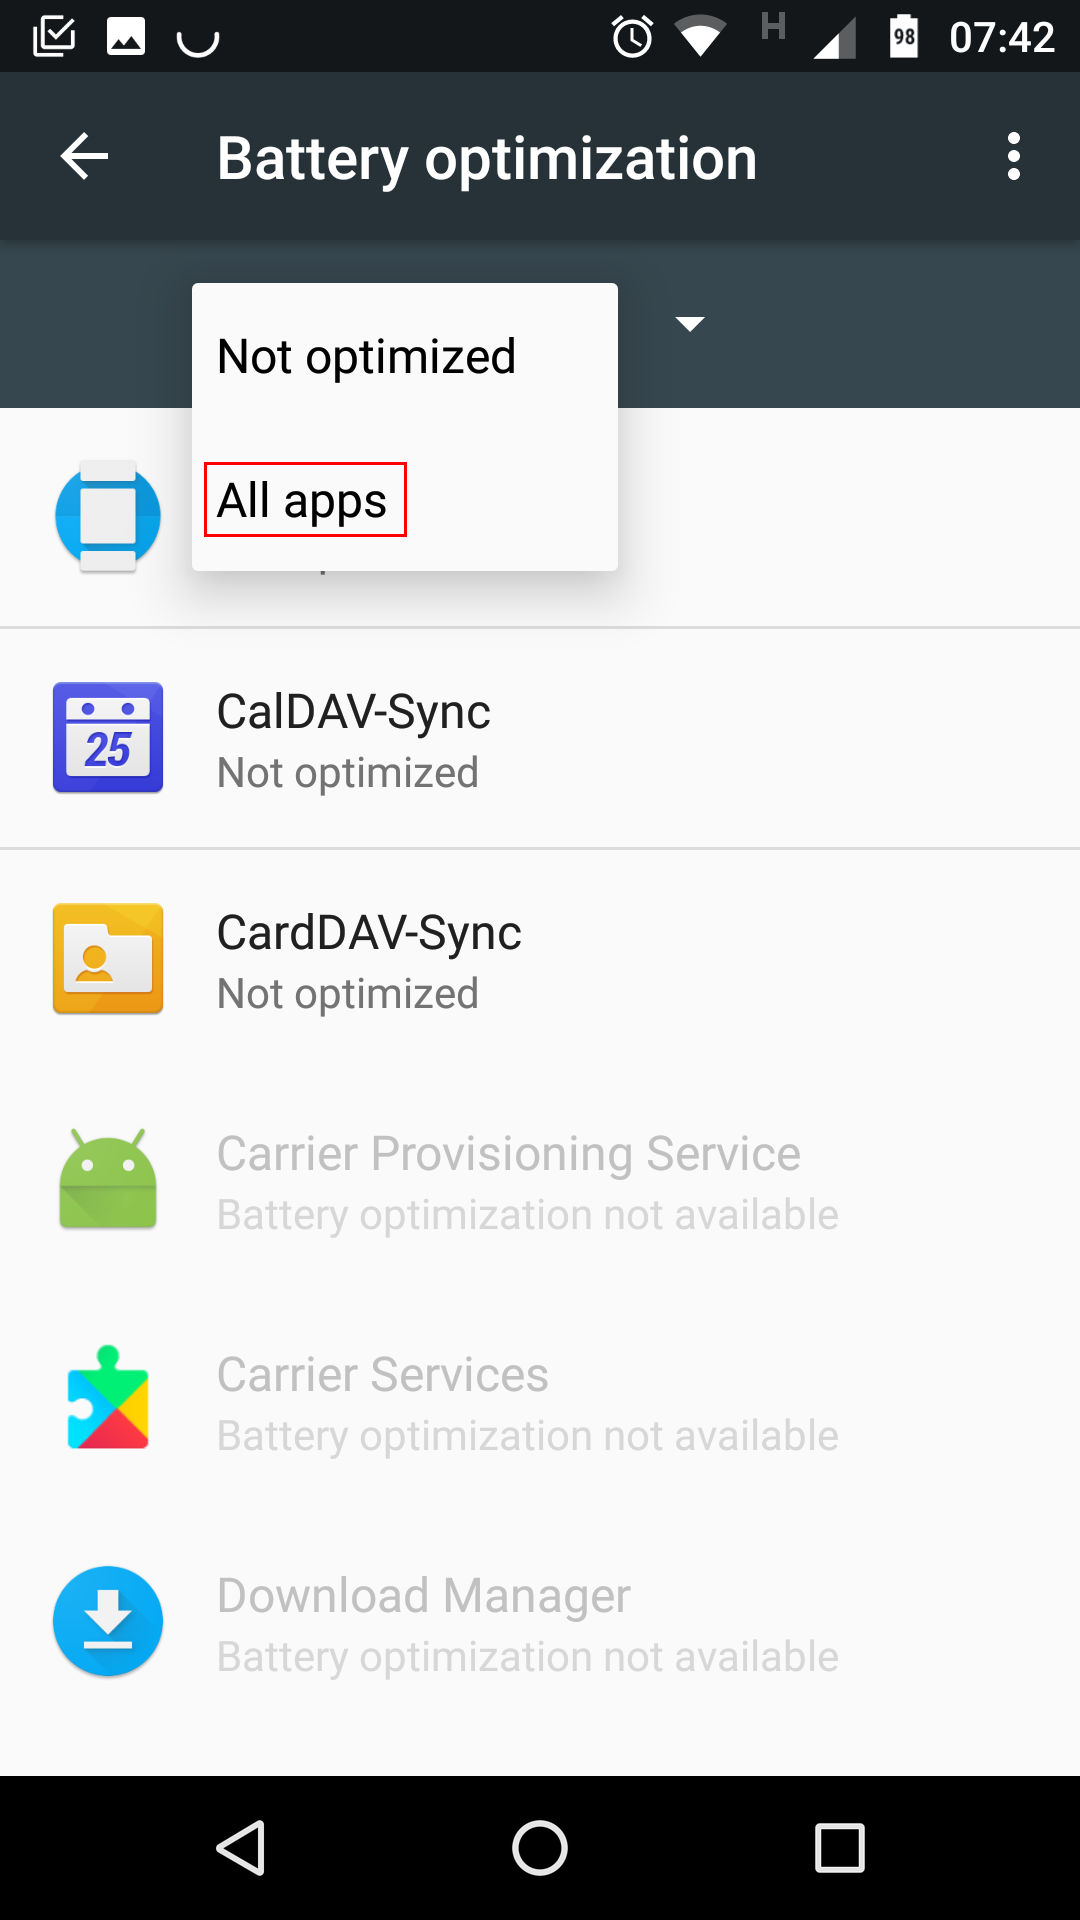 H 98 07:42
Battery optimization
Not optimized
All apps
25
CalDAV-Sync
Not optimized
CardDAV-Sync
Not optimized
Carrier Provisioning Service
Battery optimization not available
Carrier Services
Battery optimization not available
Download Manager
Battery optimization not available